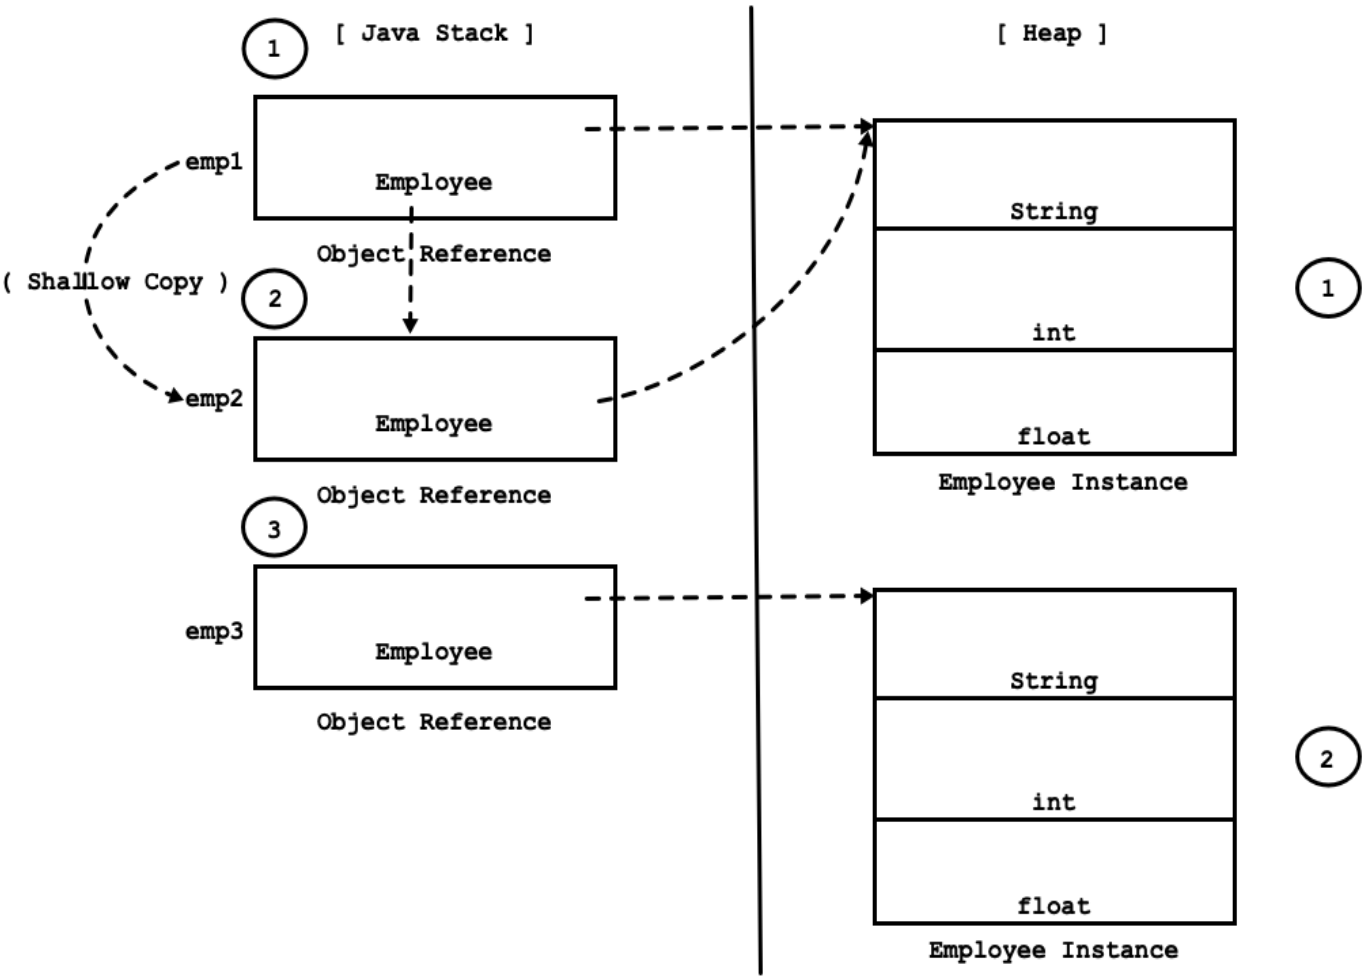 1
[ Java Stack ]
emp1
Employee
Object Reference
( Shallow Copy )
2
emp2
Employee
Object Reference
3
emp3
Employee
Object Reference
[ Heap ]
String
int
float
Employee Instance
1
String
int
float
Employee Instance
2